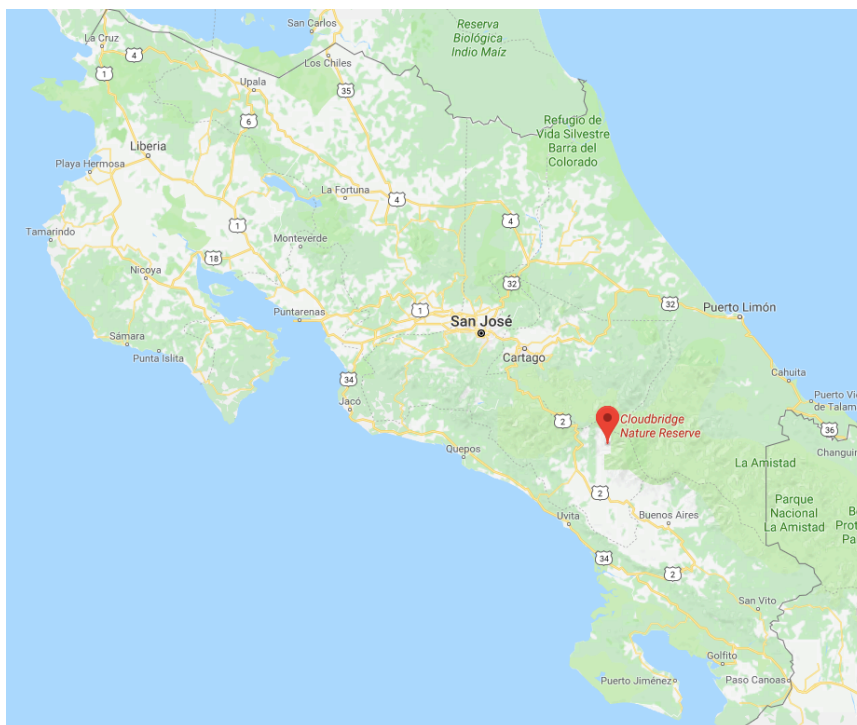 San Carlos
Reserva
Biológica
Indio Maíz
La Cruz
4
1
Los Chiles
Upala
35
6
Refugio de
Vida Silvestre
Barra del
Colorado
Liberia
Playa Hermosa
La Fortuna
4
4
Tamarindo
1
Monteverde
18
Nicoya
32
32
Puntarenas
1
Puerto Limón
San José
Sámara
Punta Islita
Cartago
34
Cahuita
Jacó
Puerto Vi
de Talam
2
Cloudbridge
Nature Reserve
36
Quepos
Changuin
La Amistad
2
Parque
Nacional
La Amistad
Prot
Pa
Uvita
Buenos Aires
34
2
San Vito
Golfito
Puerto Jiménez
Paso Canoas